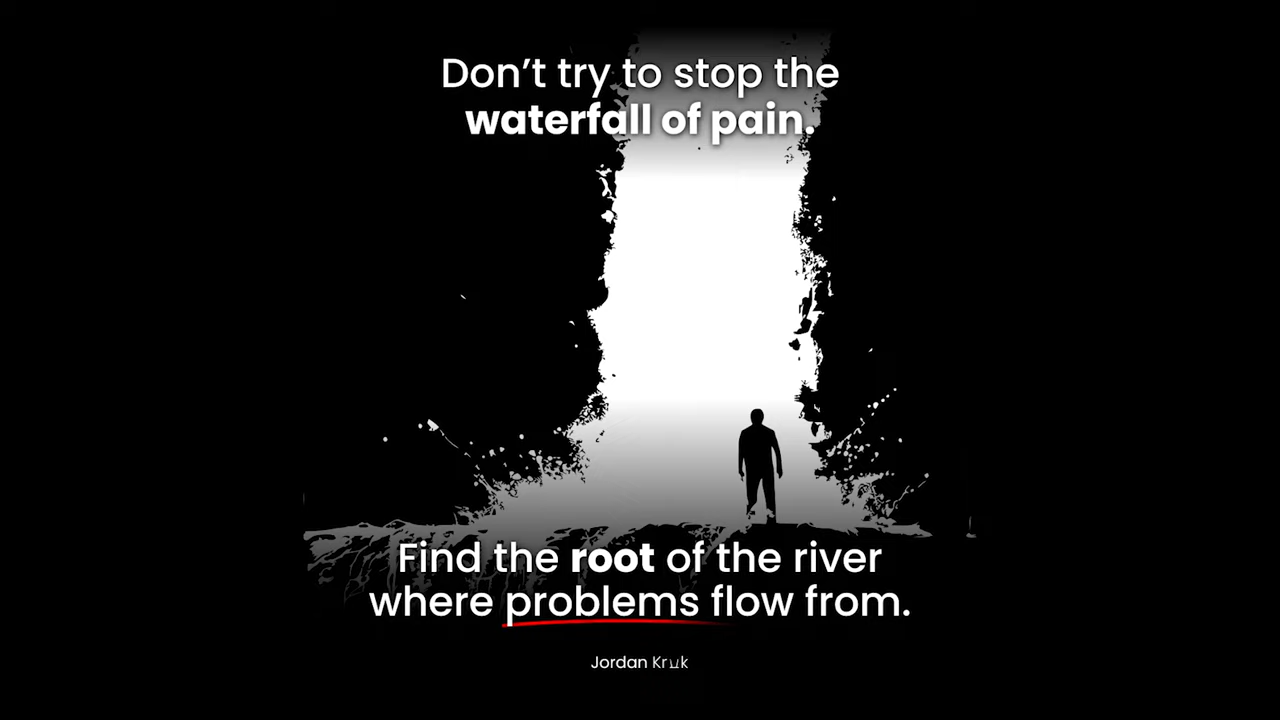 Don’t try to stop the
waterfall of pain.
Find the root of the river
where problems flow from.
Jordan Kruk